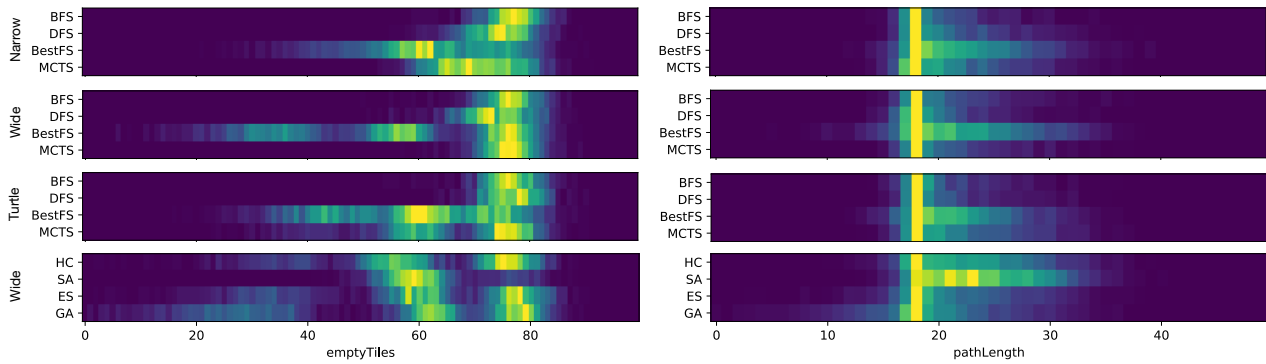 Narrow
BFS
DFS
BestFS
MCTS
Wide
BFS
DFS
BestFS
MCTS
Turtle
BFS
DFS
BestFS
MCTS
Wide
HC
SA
ES
GA
0 20 40 60 80
emptyTiles
BFS
DFS
BestFS
MCTS
BFS
DFS
BestFS
MCTS
BFS
DFS
BestFS
MCTS
HC
SA
ES
GA
0 10 20 30 40
pathLength